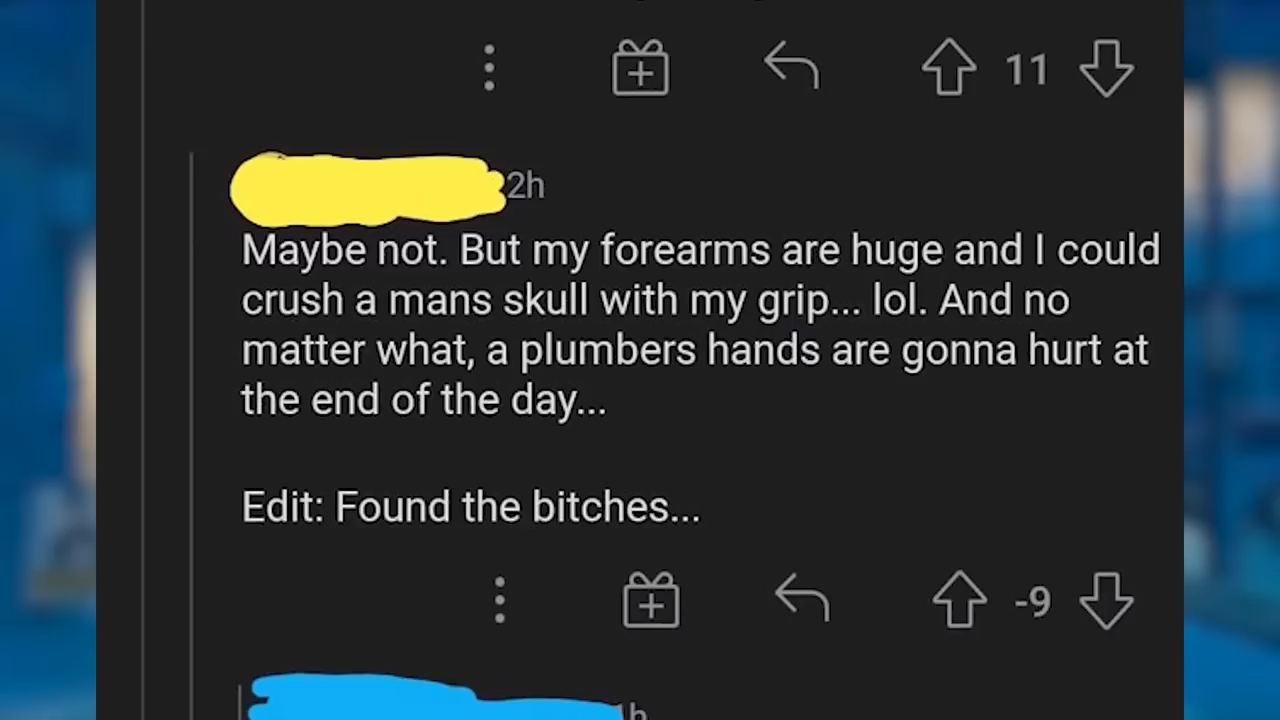 11
2h
Maybe not. But my forearms are huge and I could
crush a mans skull with my grip... lol. And no
matter what, a plumbers hands are gonna hurt at
the end of the day...
Edit: Found the bitches...
-9